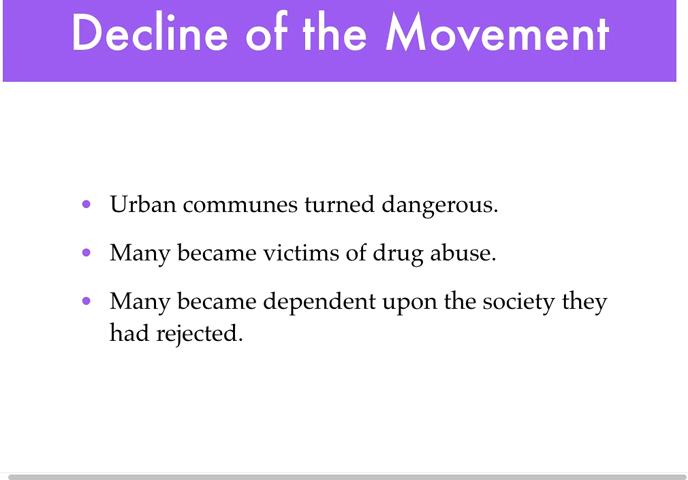 Decline of the Movement
• Urban communes turned dangerous.
• Many became victims of drug abuse.
• Many became dependent upon the society they
had rejected.